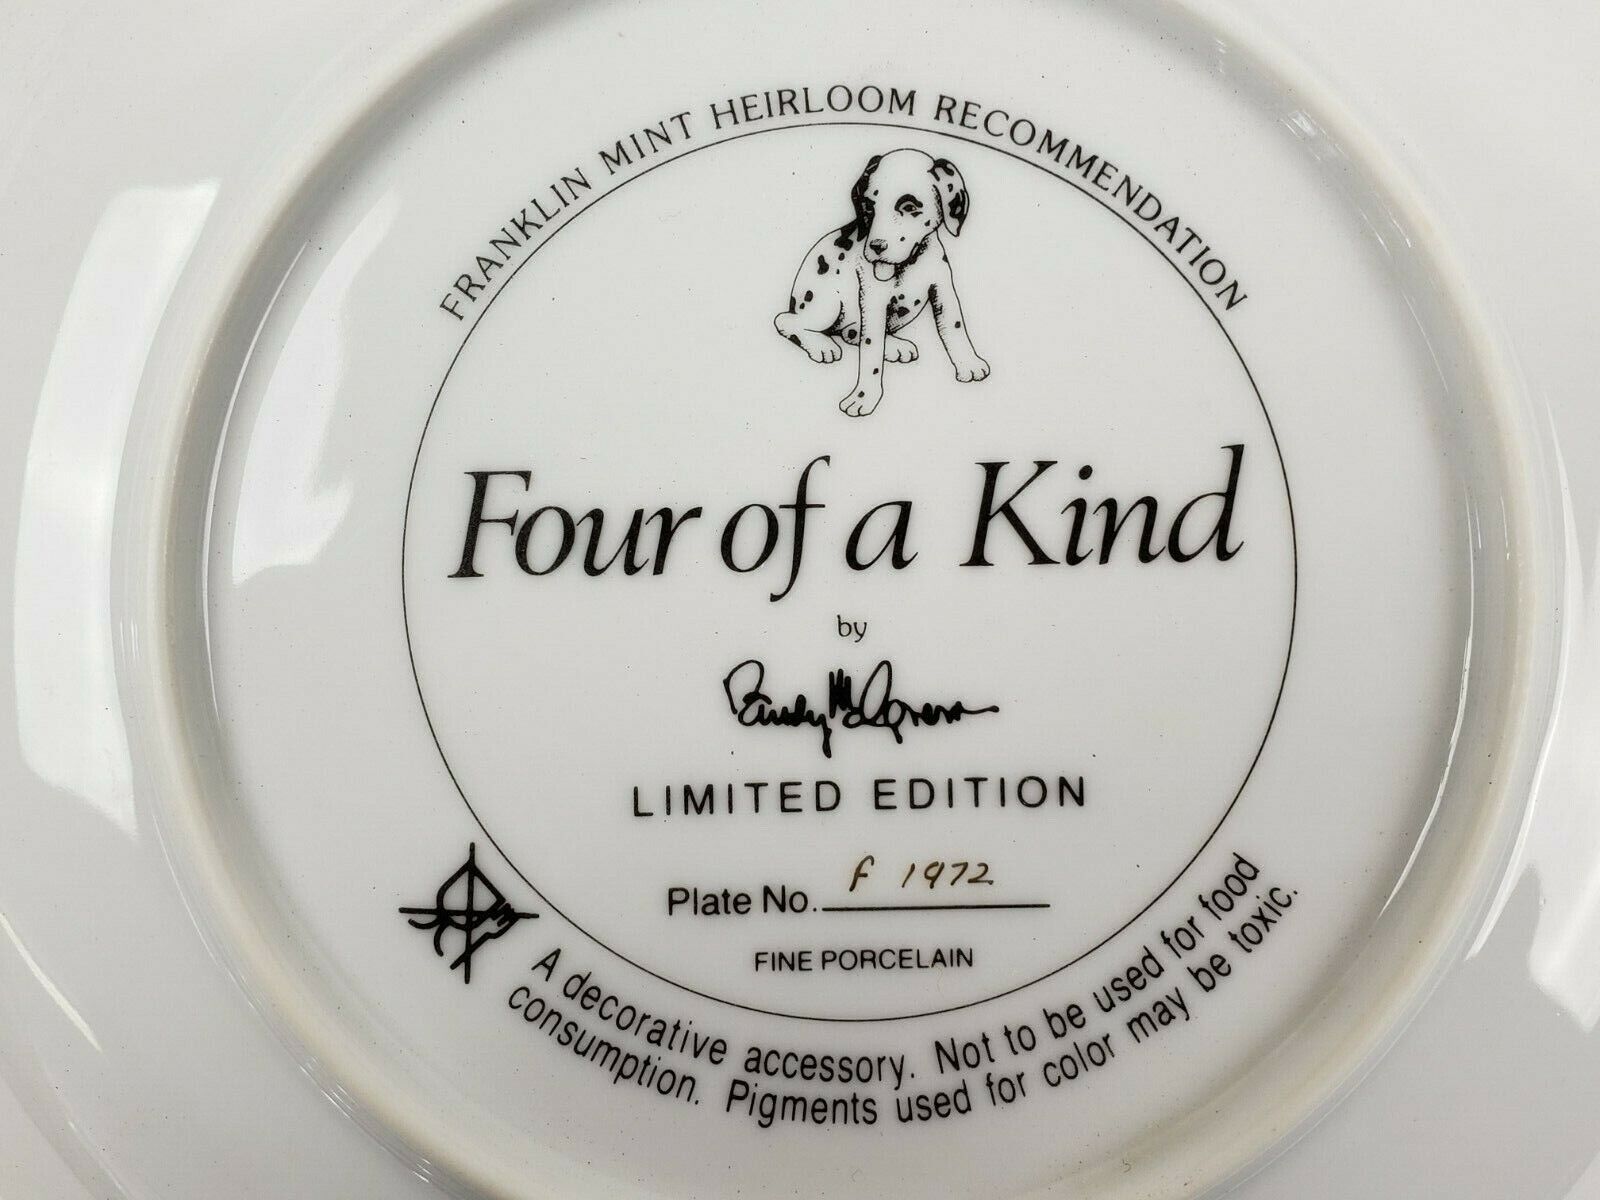 FRANKLIN MINT HEIRLOOM RECOMMENDATION
Four of a Kind
by
LIMITED EDITION
Plate No. F 1972
FINE PORCELAIN
A decorative accessory. Not to be used for food
consumption. Pigments used for color may be toxic.